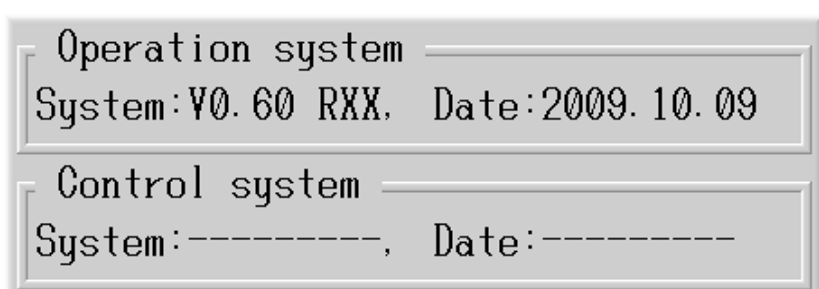 Operation system
System:V0.60 RXX, Date:2009.10.09
Control system
System:---------, Date:---------